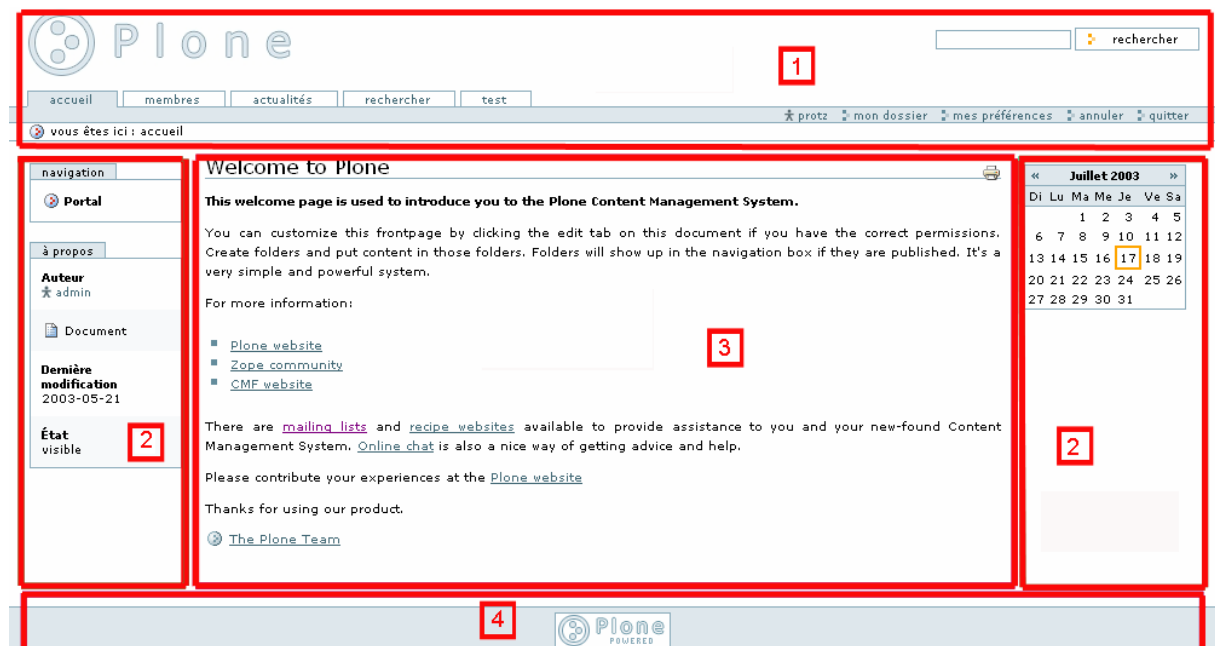 Plone
rechercher
1
accueil membres actualités rechercher test
protz mon dossier mes préférences annuler quitter
vous êtes ici : accueil
navigation
Portal
à propos
Auteur
admin
Document
Dernière
modification
2003-05-21
État
visible
2
Welcome to Plone
This welcome page is used to introduce you to the Plone Content Management System.
You can customize this frontpage by clicking the edit tab on this document if you have the correct permissions.
Create folders and put content in those folders. Folders will show up in the navigation box if they are published. It's a
very simple and powerful system.
For more information:
Plone website
Zope community
CMF website
3
There are mailing lists and recipe websites available to provide assistance to you and your new-found Content
Management System. Online chat is also a nice way of getting advice and help.
Please contribute your experiences at the Plone website
Thanks for using our product.
The Plone Team
« Juillet 2003 »
Di Lu Ma Me Je Ve Sa
1 2 3 4 5
6 7 8 9 10 11 12
13 14 15 16 17 18 19
20 21 22 23 24 25 26
27 28 29 30 31
2
4
Plone
POWERED